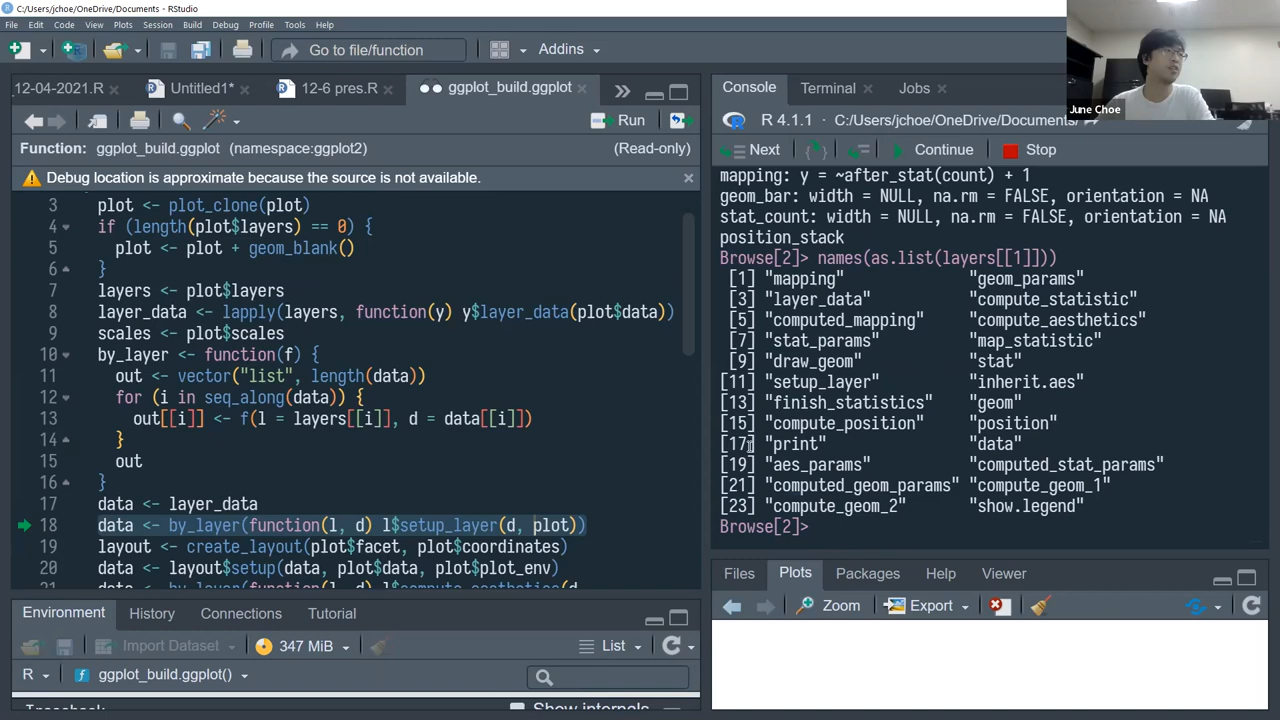 C:/Users/jchoe/OneDrive/Documents - RStudio
File Edit Code View Plots Session Build Debug Profile Tools Help
Go to file/function Addins
12-04-2021.R Untitled1* 12-6 pres.R ggplot_build.ggplot
Run
Function: ggplot_build.ggplot (namespace:ggplot2) (Read-only)
Debug location is approximate because the source is not available.
3 plot <- plot_clone(plot)
4 if (length(plot$layers) == 0) {
5 plot <- plot + geom_blank()
6 }
7 layers <- plot$layers
8 layer_data <- lapply(layers, function(y) y$layer_data(plot$data))
9 scales <- plot$scales
10 by_layer <- function(f) {
11 out <- vector("list", length(data))
12 for (i in seq_along(data)) {
13 out[[i]] <- f(l = layers[[i]], d = data[[i]])
14 }
15 out
16 }
17 data <- layer_data
18 data <- by_layer(function(l, d) l$setup_layer(d, plot))
19 layout <- create_layout(plot$facet, plot$coordinates)
20 data <- layout$setup(data, plot$data, plot$plot_env)
21 data <- by_layer(function(l, d) l$compute_aesthetics(d,
Environment History Connections Tutorial
Import Dataset 347 MiB List
R ggplot_build.ggplot()
Traceback Show internals
Console Terminal Jobs
R 4.1.1 · C:/Users/jchoe/OneDrive/Documents/
Next Continue Stop
mapping: y = ~after_stat(count) + 1
geom_bar: width = NULL, na.rm = FALSE, orientation = NA
stat_count: width = NULL, na.rm = FALSE, orientation = NA
position_stack
Browse[2]> names(as.list(layers[[1]]))
[1] "mapping" "geom_params"
[3] "layer_data" "compute_statistic"
[5] "computed_mapping" "compute_aesthetics"
[7] "stat_params" "map_statistic"
[9] "draw_geom" "stat"
[11] "setup_layer" "inherit.aes"
[13] "finish_statistics" "geom"
[15] "compute_position" "position"
[17] "print" "data"
[19] "aes_params" "computed_stat_params"
[21] "computed_geom_params" "compute_geom_1"
[23] "compute_geom_2" "show.legend"
Browse[2]>
Files Plots Packages Help Viewer
Zoom Export
June Choe